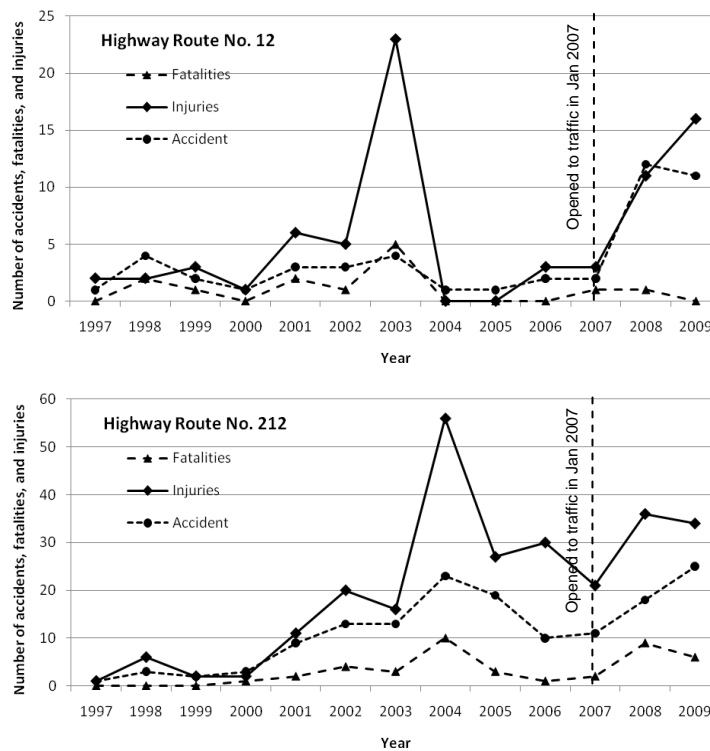 Highway Route No. 12
Fatalities
Injuries
Accident
Opened to traffic in Jan 2007
Number of accidents, fatalities, and injuries
25
20
15
10
5
0
1997 1998 1999 2000 2001 2002 2003 2004 2005 2006 2007 2008 2009
Year
Highway Route No. 212
Fatalities
Injuries
Accident
Opened to traffic in Jan 2007
Number of accidents, fatalities, and injuries
60
50
40
30
20
10
0
1997 1998 1999 2000 2001 2002 2003 2004 2005 2006 2007 2008 2009
Year